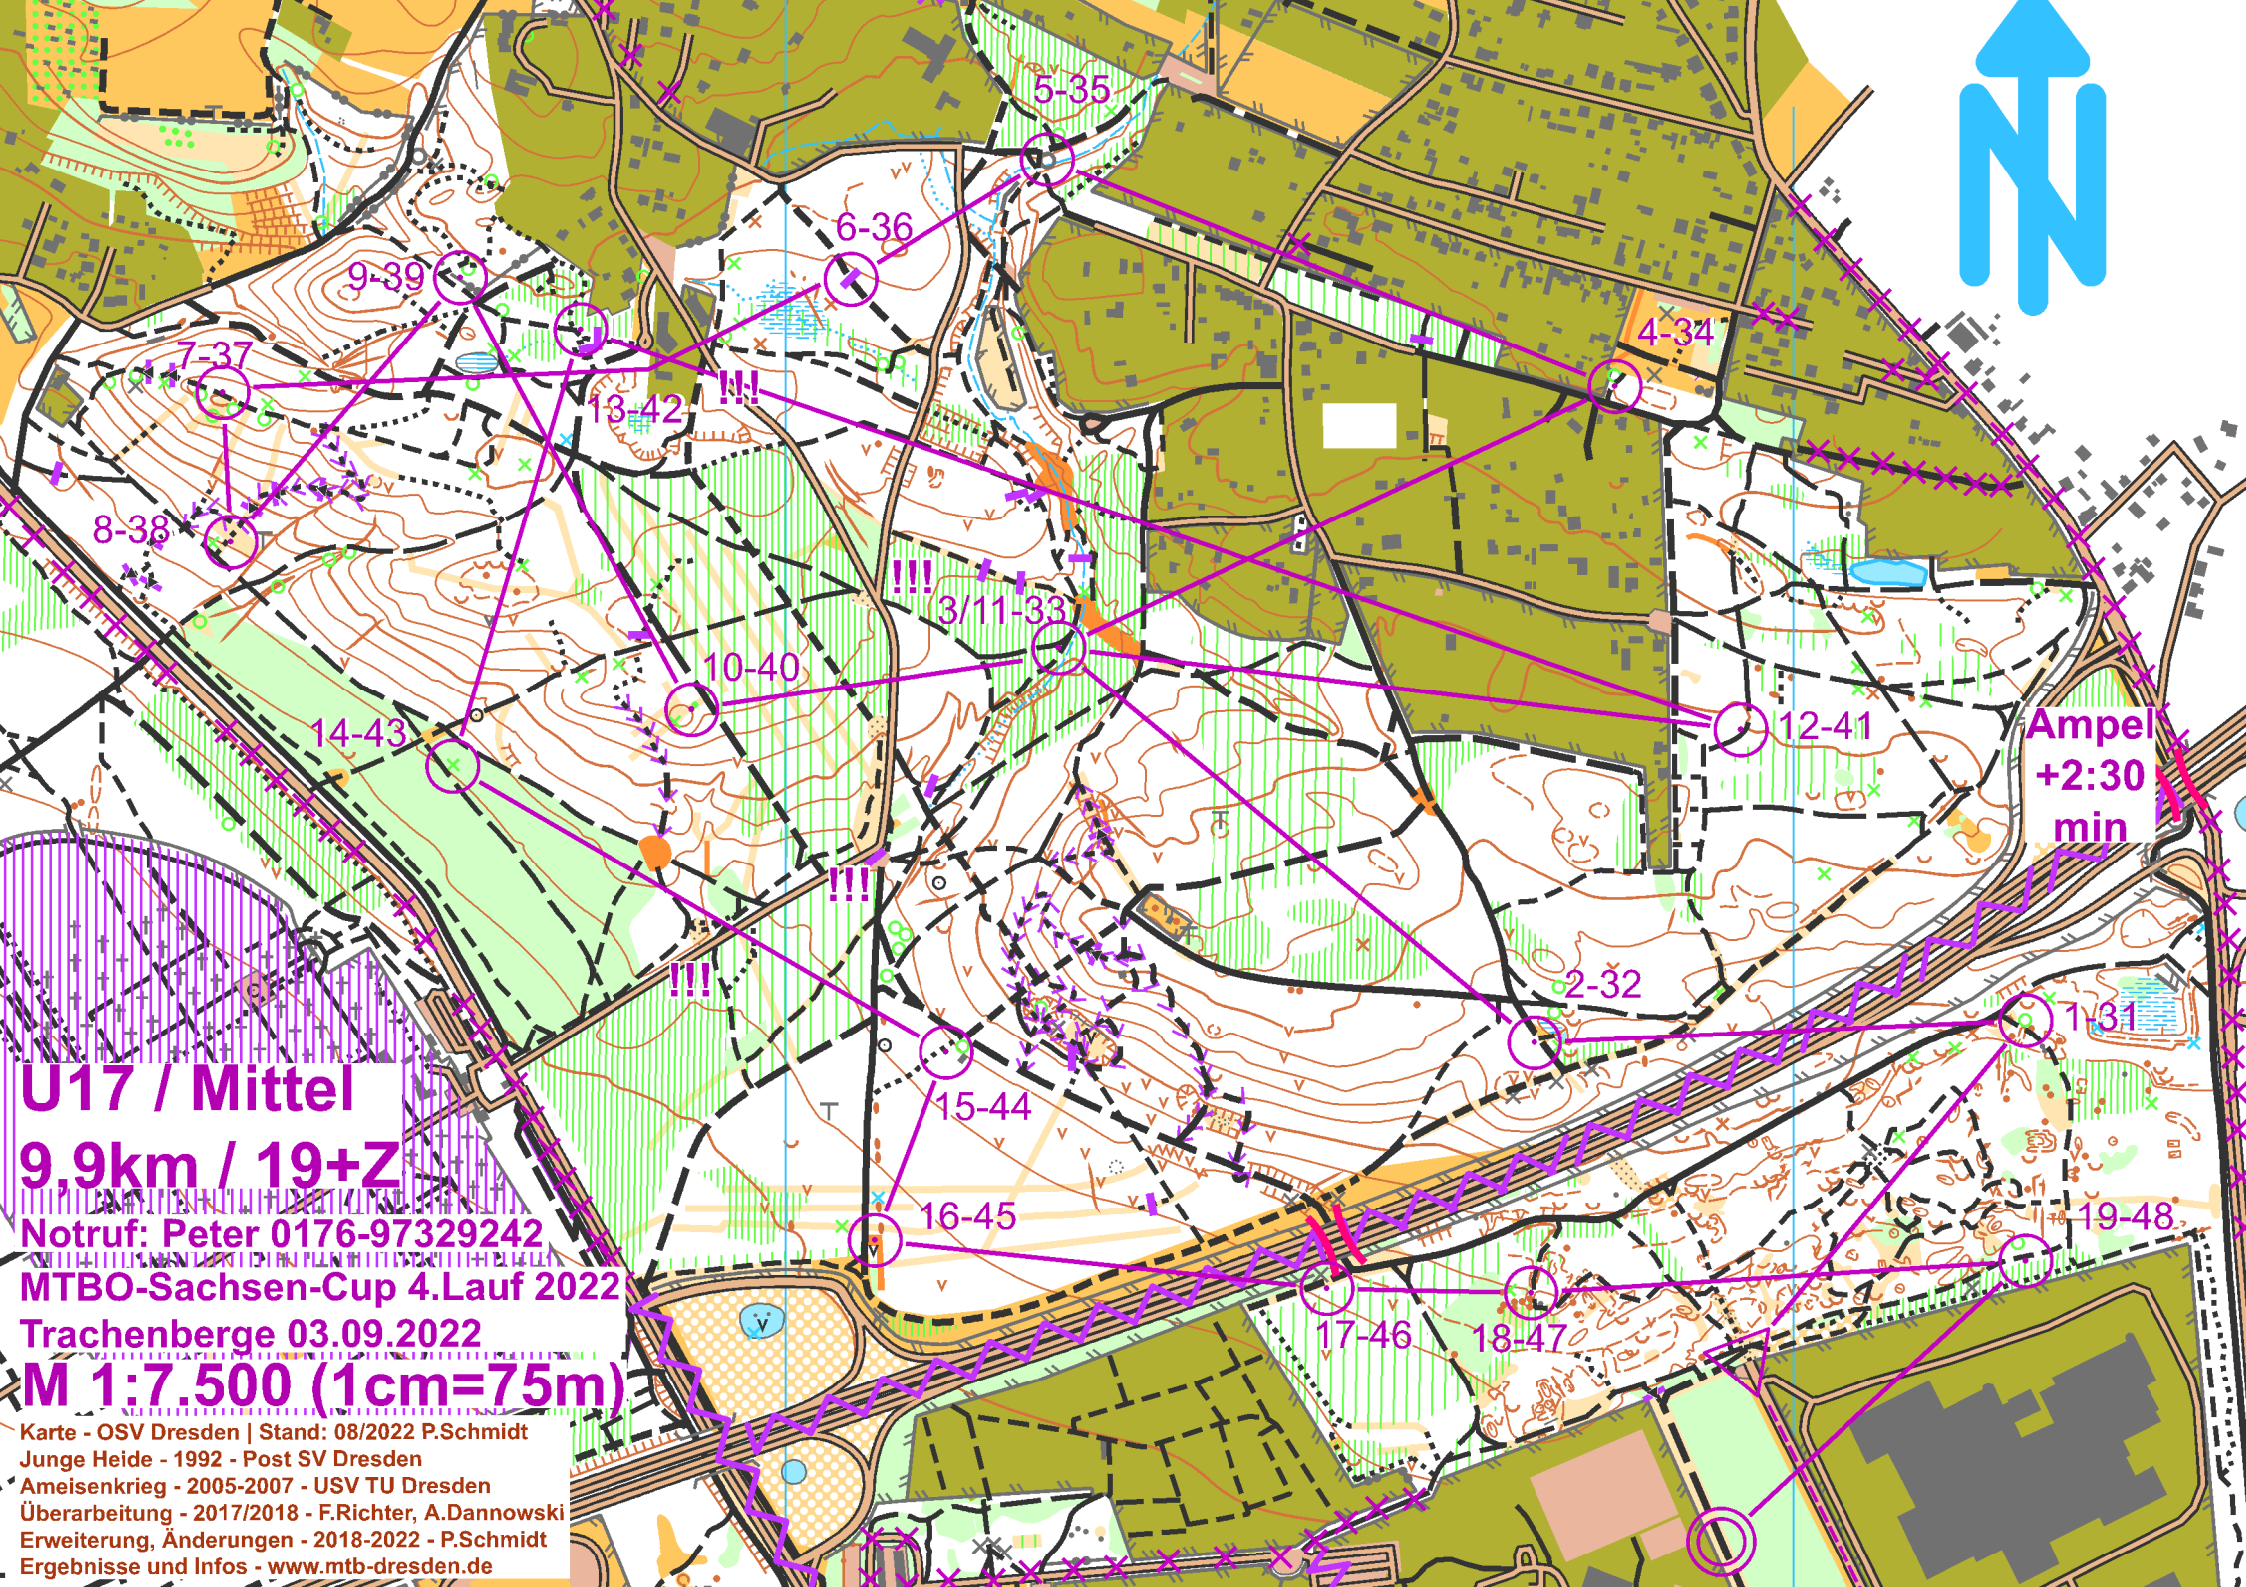 5-35
6-36
9-39
4-34
7-37
!!!
13-42
8-38
!!!
3/11-33
10-40
14-43
12-41
Ampel
+2:30
min
!!!
!!!
2-32
1-31
15-44
16-45
19-48
17-46
18-47
N
U17 / Mittel
9,9km / 19+Z
Notruf: Peter 0176-97329242
MTBO-Sachsen-Cup 4.Lauf 2022
Trachenberge 03.09.2022
M 1:7.500 (1cm=75m)
Karte - OSV Dresden | Stand: 08/2022 P.Schmidt
Junge Heide - 1992 - Post SV Dresden
Ameisenkrieg - 2005-2007 - USV TU Dresden
Überarbeitung - 2017/2018 - F.Richter, A.Dannowski
Erweiterung, Änderungen - 2018-2022 - P.Schmidt
Ergebnisse und Infos - www.mtb-dresden.de